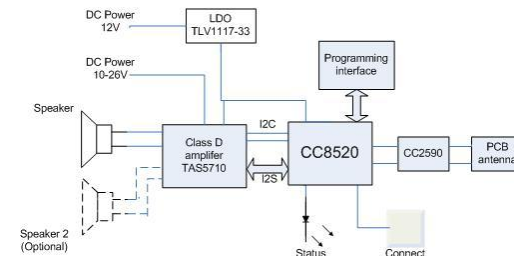 DC Power
12V
LDO
TLV1117-33
DC Power
10-26V
Programming
interface
Speaker
I2C
Class D
amplifer
TAS5710
CC8520
CC2590
PCB
antenna
I2S
Speaker 2
(Optional)
Status
Connect